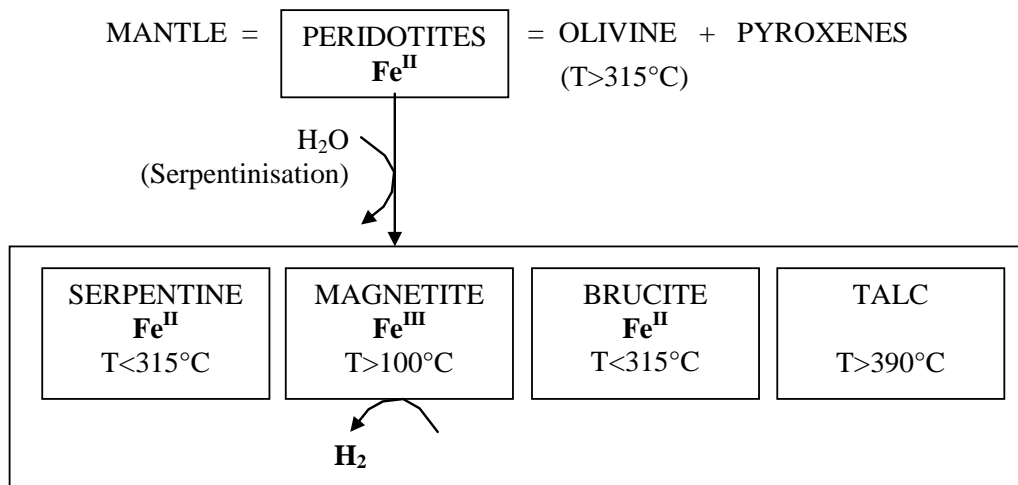 MANTLE = PERIDOTITES = OLIVINE + PYROXENES
Fe^II (T>315°C)
H₂O
(Serpentinisation)
SERPENTINE MAGNETITE BRUCITE TALC
Fe^II Fe^III Fe^II
T<315°C T>100°C T<315°C T>390°C
H₂